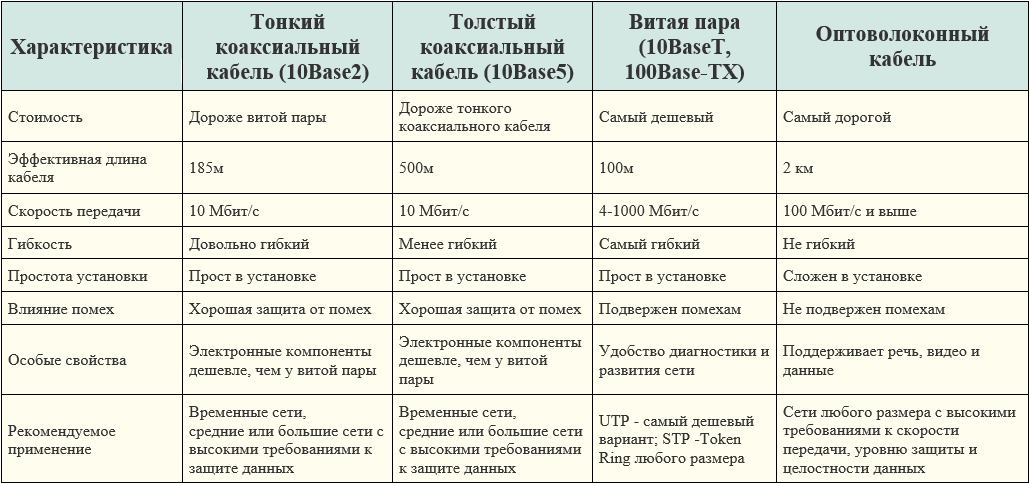 Характеристика
Тонкий
коаксиальный
кабель (10Base2)
Толстый
коаксиальный
кабель (10Base5)
Витая пара
(10BaseT,
100Base-TX)
Оптоволоконный
кабель
Стоимость
Дороже витой пары
Дороже тонкого
коаксиального кабеля
Самый дешевый
Самый дорогой
Эффективная длина
кабеля
185м
500м
100м
2 км
Скорость передачи
10 Мбит/с
10 Мбит/с
4-1000 Мбит/с
100 Мбит/с и выше
Гибкость
Довольно гибкий
Менее гибкий
Самый гибкий
Не гибкий
Простота установки
Прост в установке
Прост в установке
Прост в установке
Сложен в установке
Влияние помех
Хорошая защита от помех
Хорошая защита от помех
Подвержен помехам
Не подвержен помехам
Особые свойства
Электронные компоненты
дешевле, чем у витой пары
Электронные компоненты
дешевле, чем у витой
пары
Удобство диагностики и
развития сети
Поддерживает речь, видео и
данные
Рекомендуемое
применение
Временные сети,
средние или большие сети с
высокими требованиями к
защите данных
Временные сети,
средние или большие сети
с высокими требованиями
к защите данных
UTP - самый дешевый
вариант; STP -Token
Ring любого размера
Сети любого размера с высокими
требованиями к скорости
передачи, уровню защиты и
целостности данных